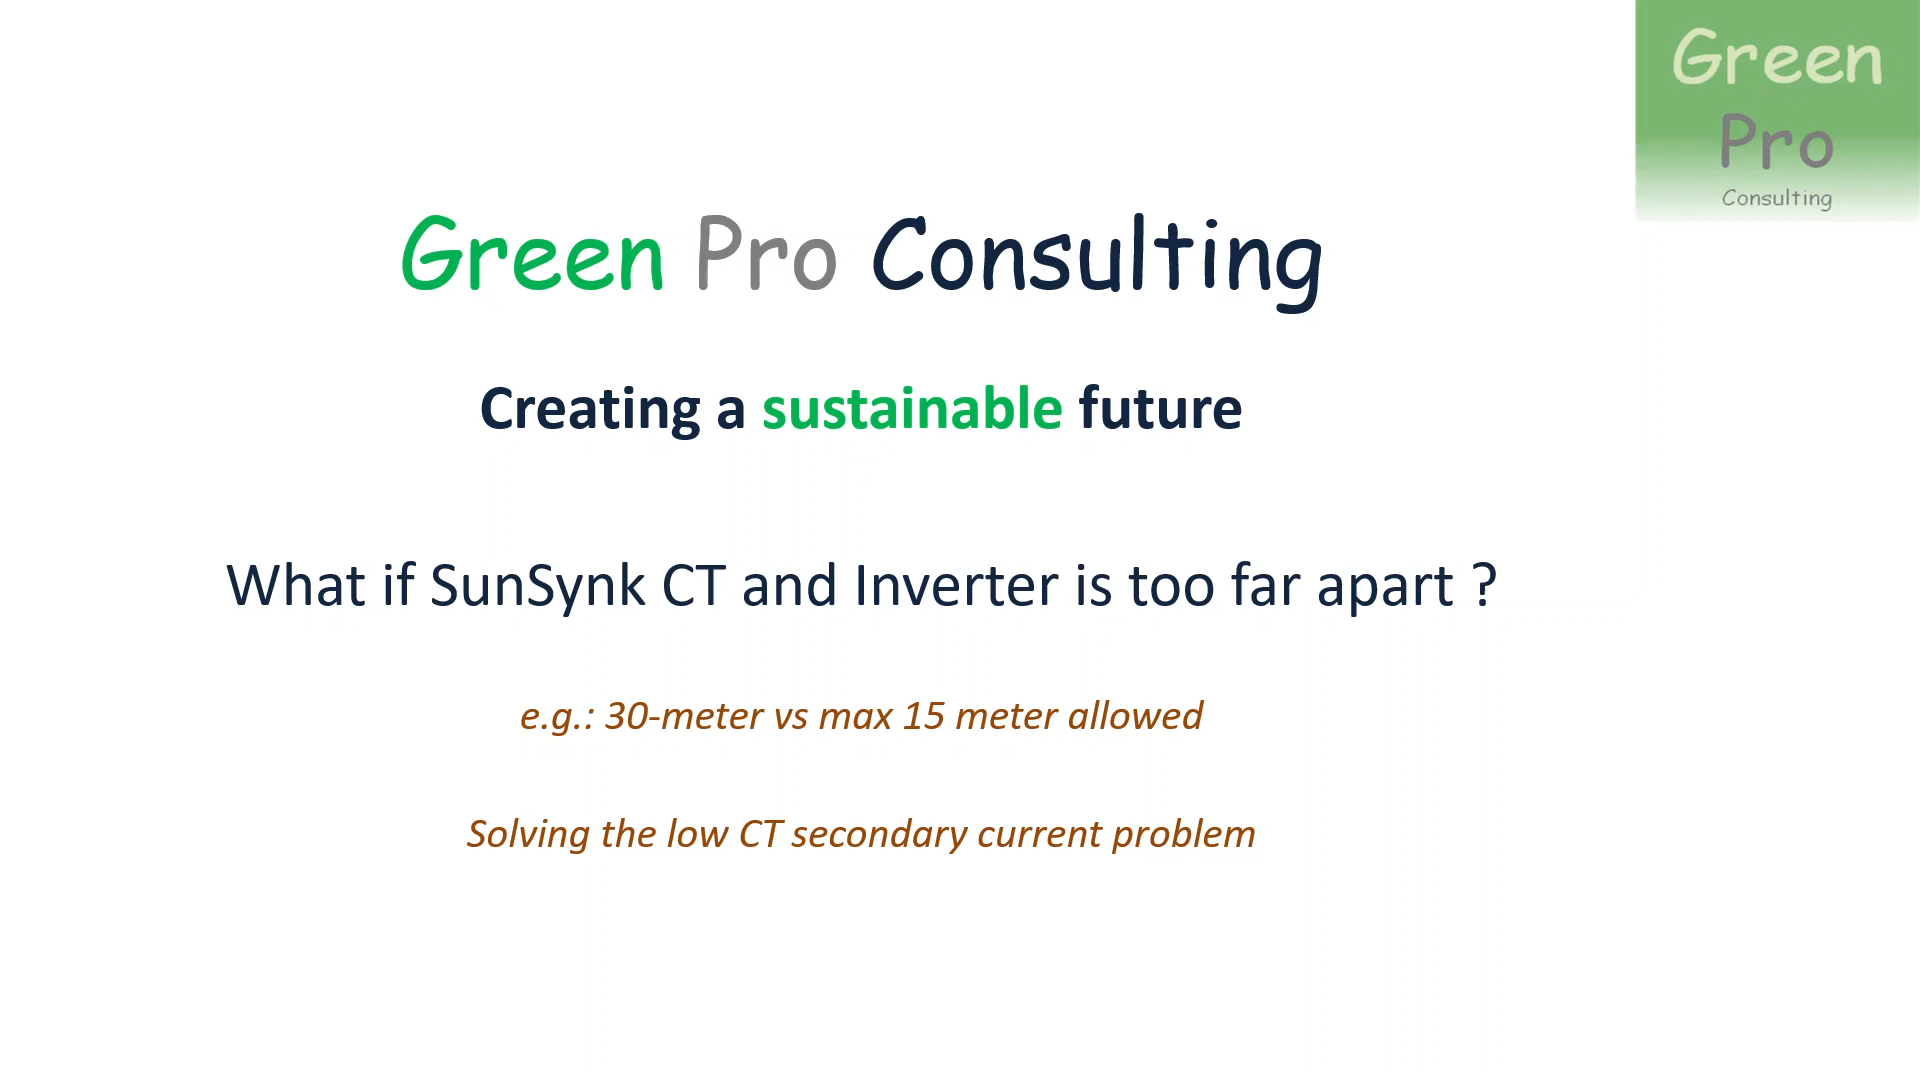 Green
Pro
Consulting
Green Pro Consulting
Creating a sustainable future
What if SunSynk CT and Inverter is too far apart ?
e.g.: 30-meter vs max 15 meter allowed
Solving the low CT secondary current problem